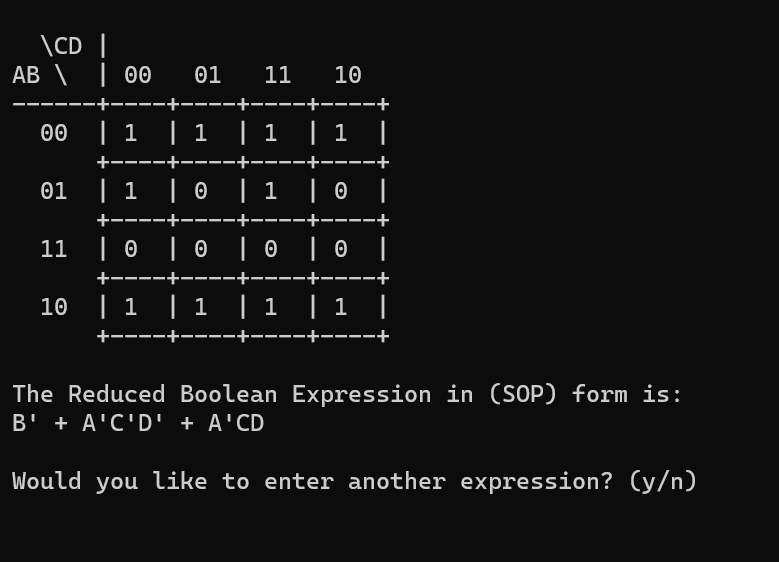 \CD |
AB \  | 00   01   11   10
------+----+----+----+----+
  00  | 1  | 1  | 1  | 1  |
      +----+----+----+----+
  01  | 1  | 0  | 1  | 0  |
      +----+----+----+----+
  11  | 0  | 0  | 0  | 0  |
      +----+----+----+----+
  10  | 1  | 1  | 1  | 1  |
      +----+----+----+----+
The Reduced Boolean Expression in (SOP) form is:
B' + A'C'D' + A'CD
Would you like to enter another expression? (y/n)